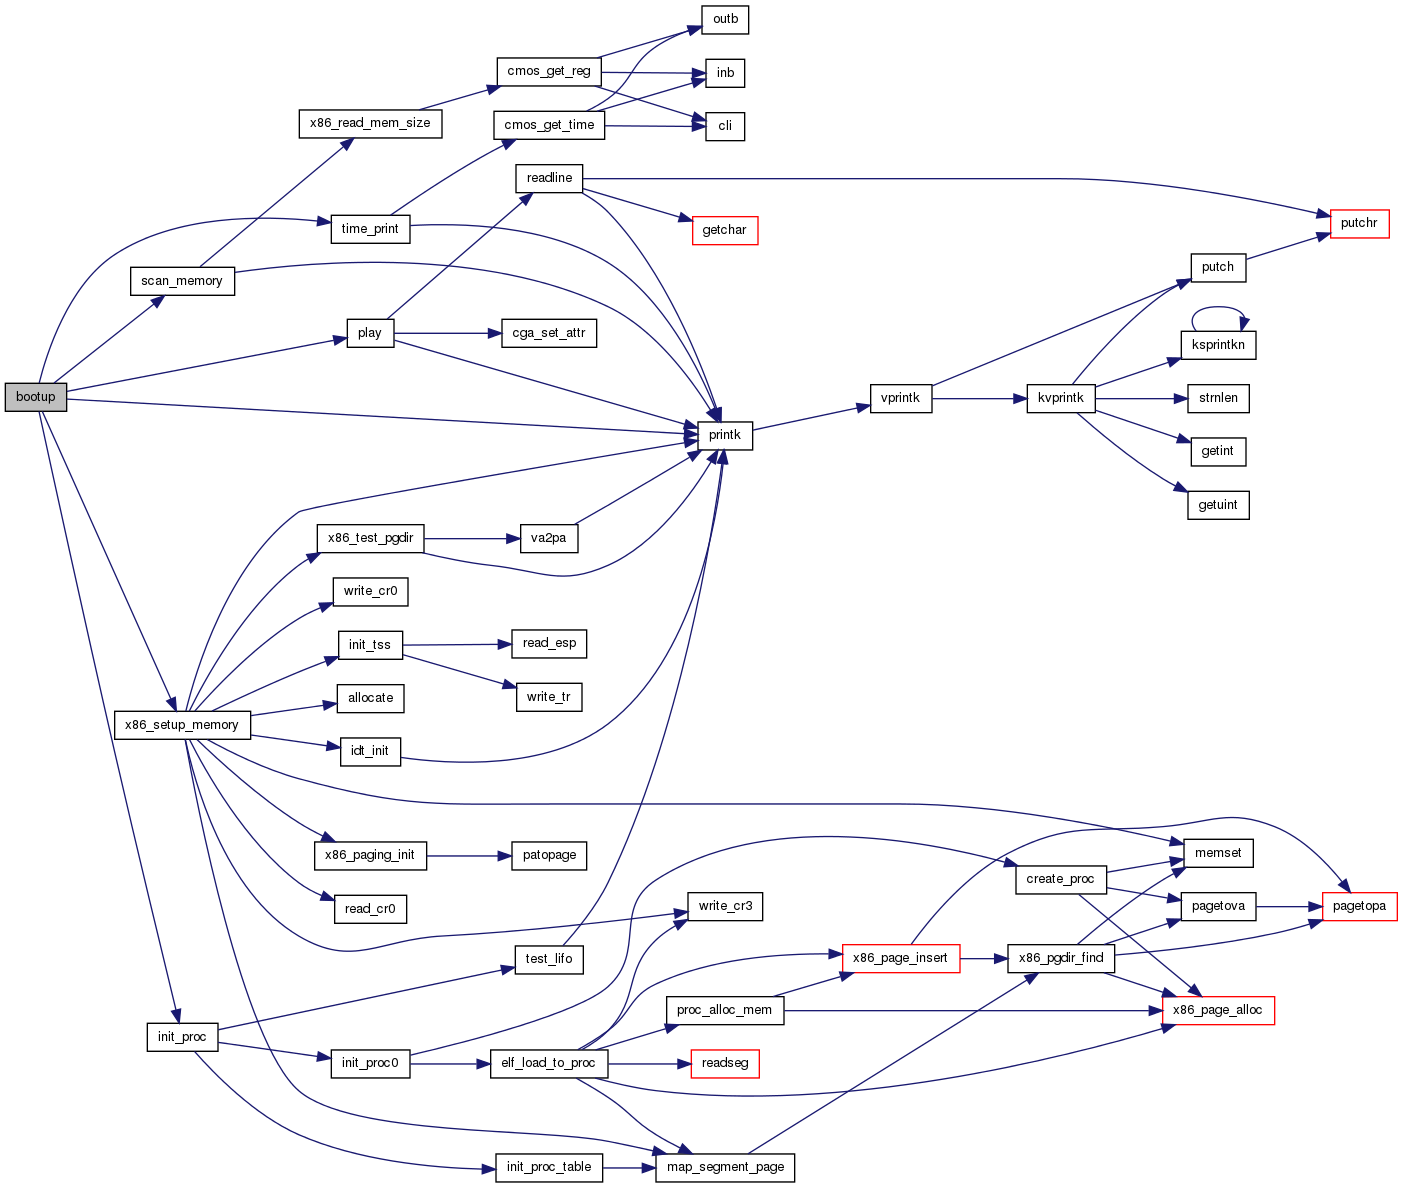 outb
cmos_get_reg
inb
x86_read_mem_size
cmos_get_time
cli
readline
time_print
getchar
putchr
scan_memory
putch
play
cga_set_attr
ksprintkn
bootup
vprintk
kvprintk
strnlen
printk
getint
getuint
x86_test_pgdir
va2pa
write_cr0
init_tss
read_esp
allocate
write_tr
x86_setup_memory
idt_init
x86_paging_init
patopage
memset
create_proc
read_cr0
write_cr3
pagetova
pagetopa
test_lifo
x86_page_insert
x86_pgdir_find
proc_alloc_mem
x86_page_alloc
init_proc
init_proc0
elf_load_to_proc
readseg
init_proc_table
map_segment_page